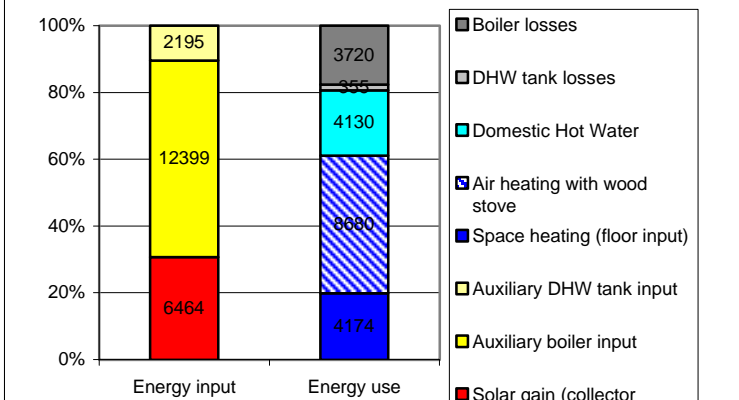 100%
80%
60%
40%
20%
0%
2195
12399
6464
3720
355
4130
8680
4174
Energy input
Energy use
Boiler losses
DHW tank losses
Domestic Hot Water
Air heating with wood
stove
Space heating (floor input)
Auxiliary DHW tank input
Auxiliary boiler input
Solar gain (collector